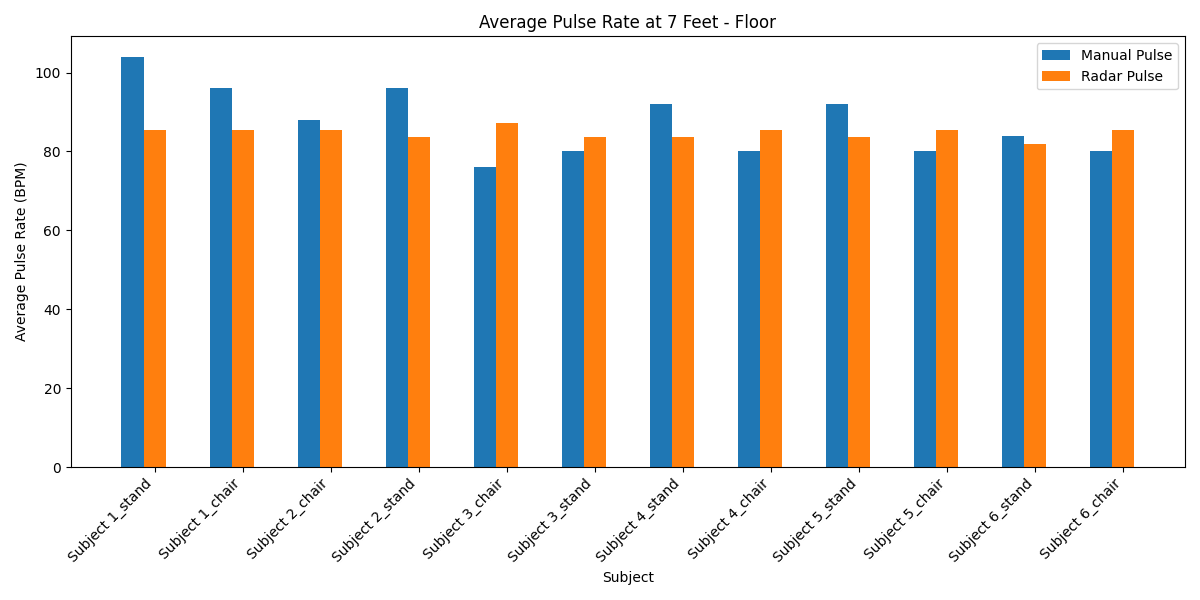 Average Pulse Rate at 7 Feet - Floor
Manual Pulse
Radar Pulse
Average Pulse Rate (BPM)
100
80
60
40
20
0
Subject 1_stand
Subject 1_chair
Subject 2_chair
Subject 2_stand
Subject 3_chair
Subject 3_stand
Subject 4_stand
Subject 4_chair
Subject 5_stand
Subject 5_chair
Subject 6_stand
Subject 6_chair
Subject